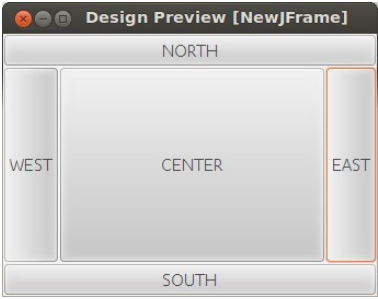 Design Preview [NewJFrame]
NORTH
WEST
CENTER
EAST
SOUTH